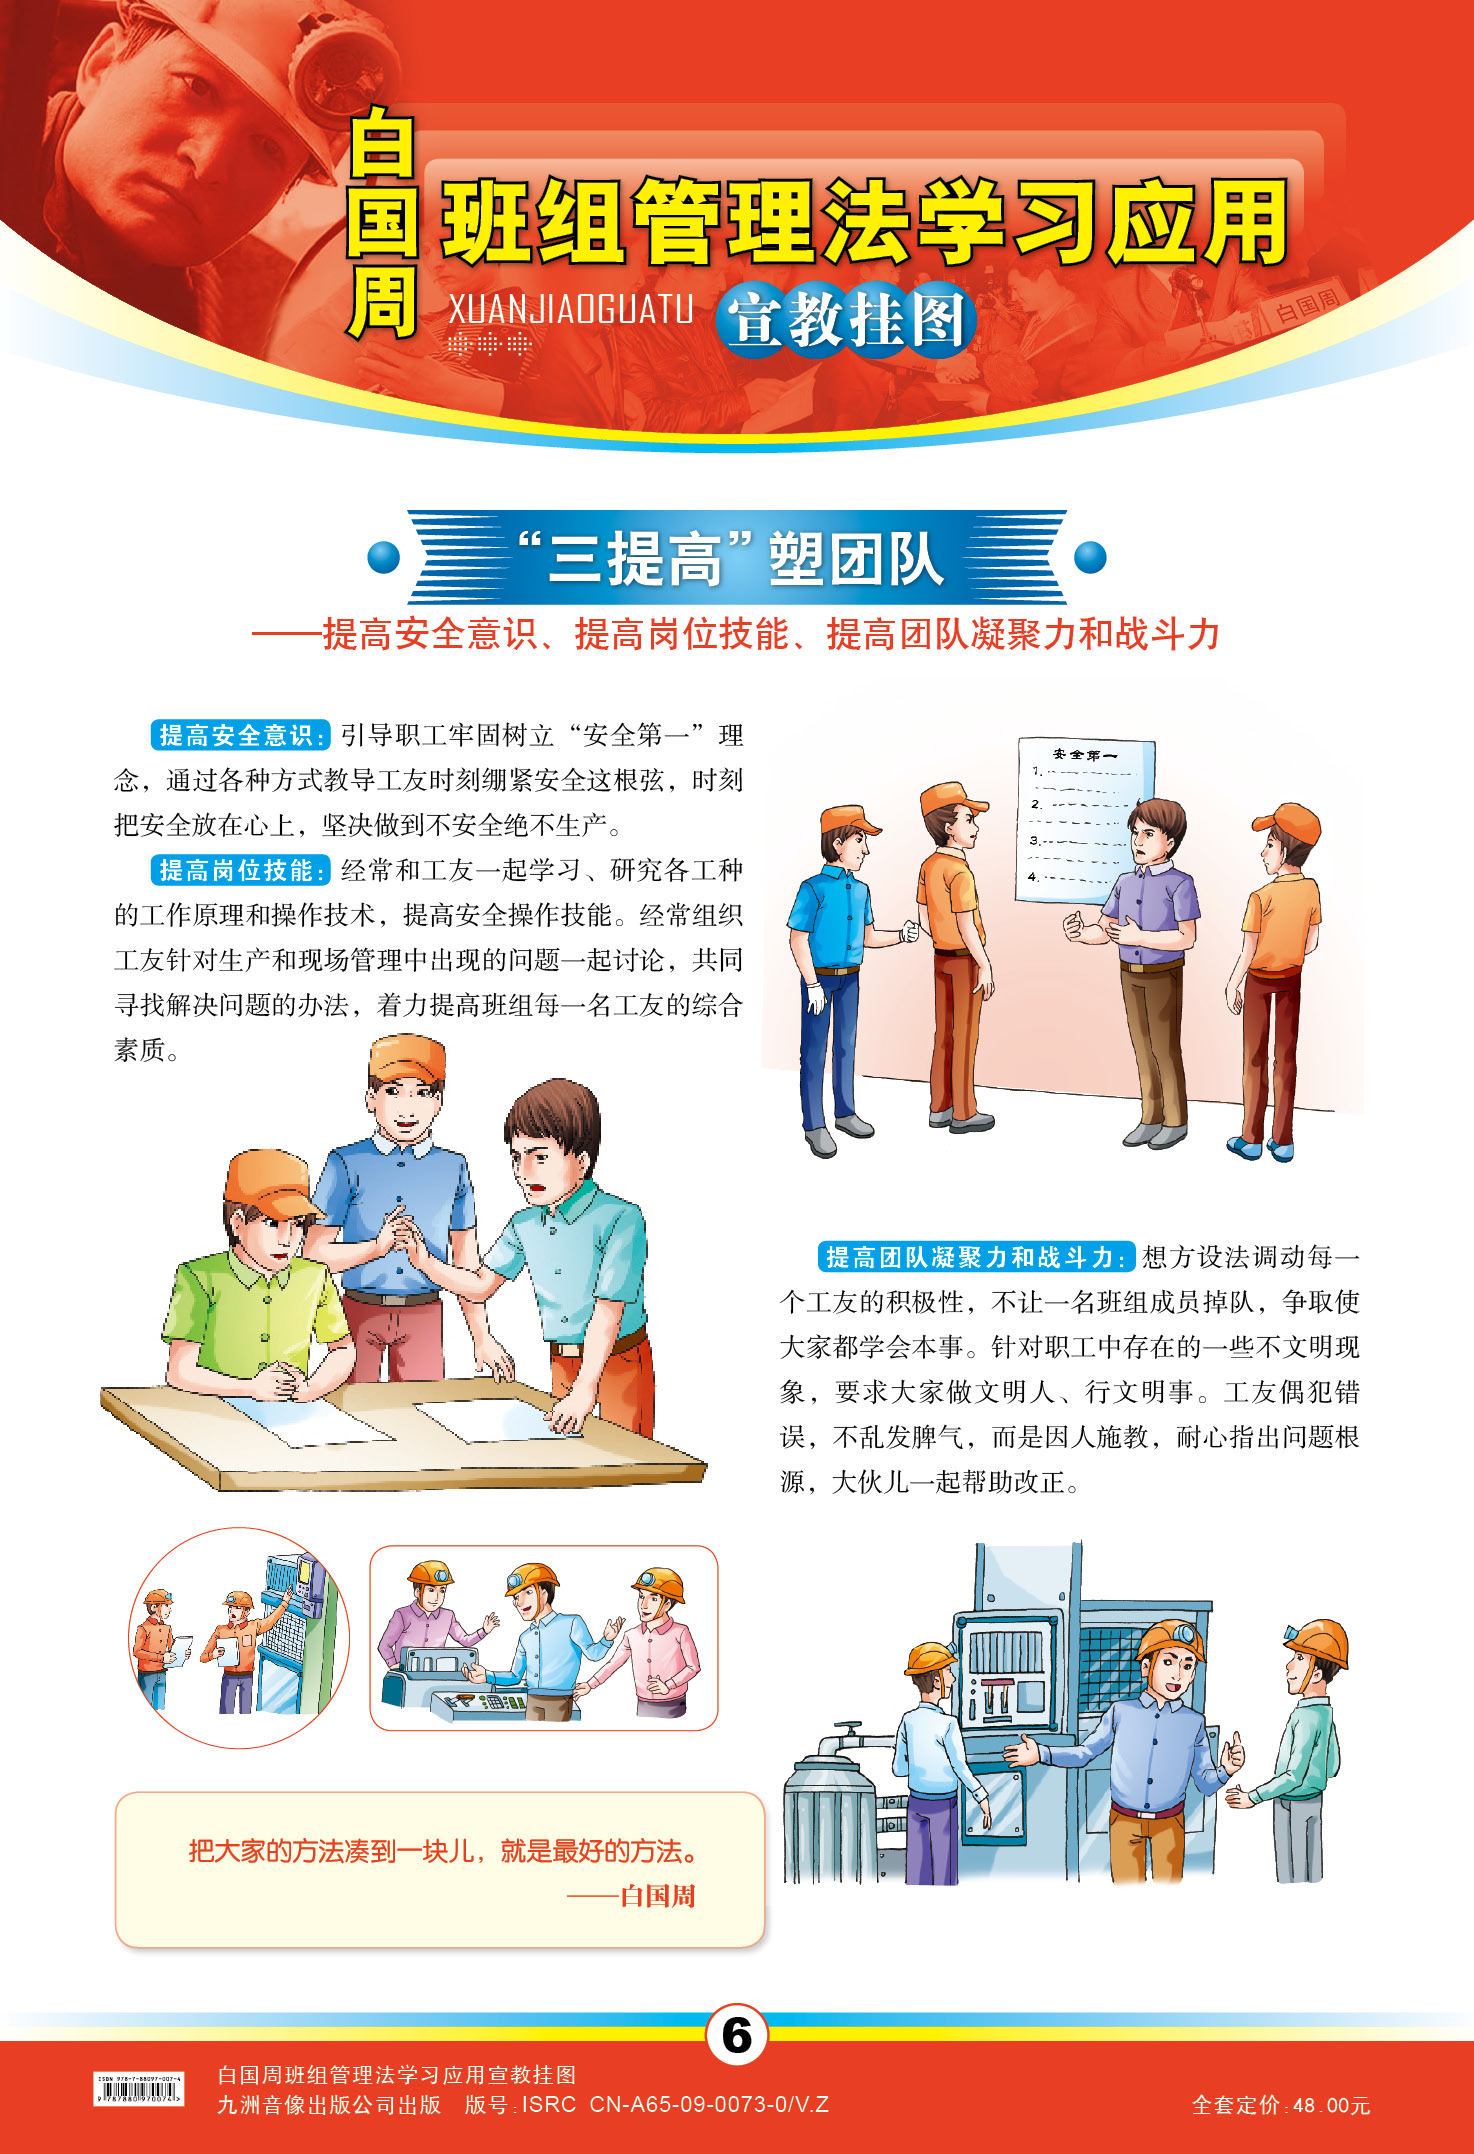 白国周
班组管理法学习应用
XUANJIAOGUATU 宣教挂图
白国周
“三提高”塑团队
——提高安全意识、提高岗位技能、提高团队凝聚力和战斗力
提高安全意识：引导职工牢固树立“安全第一”理
念，通过各种方式教导工友时刻绷紧安全这根弦，时刻
把安全放在心上，坚决做到不安全绝不生产。
提高岗位技能：经常和工友一起学习、研究各工种
的工作原理和操作技术，提高安全操作技能。经常组织
工友针对生产和现场管理中出现的问题一起讨论，共同
寻找解决问题的办法，着力提高班组每一名工友的综合
素质。
安全第一
1.
2.
3.
4.
提高团队凝聚力和战斗力：想方设法调动每一
个工友的积极性，不让一名班组成员掉队，争取使
大家都学会本事。针对职工中存在的一些不文明现
象，要求大家做文明人、行文明事。工友偶犯错
误，不乱发脾气，而是因人施教，耐心指出问题根
源，大伙儿一起帮助改正。
把大家的方法凑到一块儿，就是最好的方法。
——白国周
6
ISBN 978-7-88097-007-4
9 787880 970074 >
白国周班组管理法学习应用宣教挂图
九洲音像出版公司出版 版号:ISRC CN-A65-09-0073-0/V.Z
全套定价:48.00元